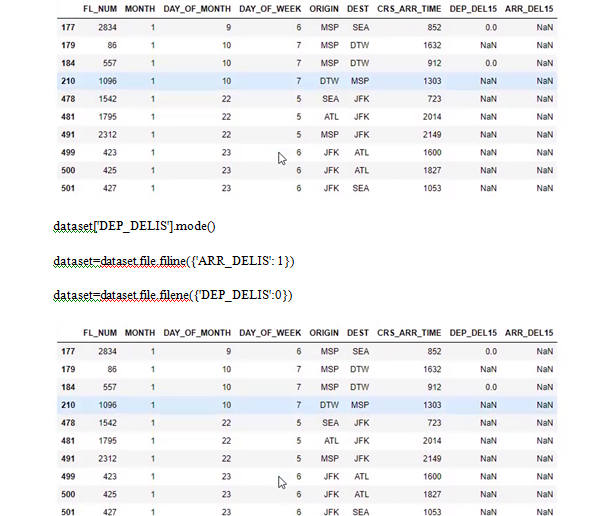 FL_NUM MONTH DAY_OF_MONTH DAY_OF_WEEK ORIGIN DEST CRS_ARR_TIME DEP_DEL15 ARR_DEL15
177 2834 1 9 6 MSP SEA 852 0.0 NaN
179 86 1 10 7 MSP DTW 1632 NaN NaN
184 557 1 10 7 MSP DTW 912 0.0 NaN
210 1096 1 10 7 DTW MSP 1303 NaN NaN
478 1542 1 22 5 SEA JFK 723 NaN NaN
481 1795 1 22 5 ATL JFK 2014 NaN NaN
491 2312 1 22 5 MSP JFK 2149 NaN NaN
499 423 1 23 6 JFK ATL 1600 NaN NaN
500 425 1 23 6 JFK ATL 1827 NaN NaN
501 427 1 23 6 JFK SEA 1053 NaN NaN
dataset['DEP_DELIS'].mode()
dataset=dataset.file.filine({'ARR_DELIS': 1})
dataset=dataset.file.filene({'DEP_DELIS':0})
FL_NUM MONTH DAY_OF_MONTH DAY_OF_WEEK ORIGIN DEST CRS_ARR_TIME DEP_DEL15 ARR_DEL15
177 2834 1 9 6 MSP SEA 852 0.0 NaN
179 86 1 10 7 MSP DTW 1632 NaN NaN
184 557 1 10 7 MSP DTW 912 0.0 NaN
210 1096 1 10 7 DTW MSP 1303 NaN NaN
478 1542 1 22 5 SEA JFK 723 NaN NaN
481 1795 1 22 5 ATL JFK 2014 NaN NaN
491 2312 1 22 5 MSP JFK 2149 NaN NaN
499 423 1 23 6 JFK ATL 1600 NaN NaN
500 425 1 23 6 JFK ATL 1827 NaN NaN
501 427 1 23 6 JFK SEA 1053 NaN NaN